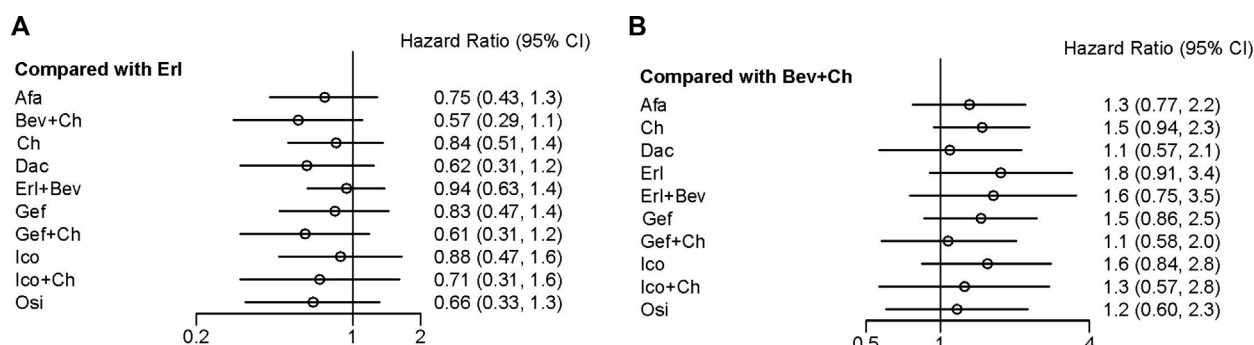 A
Hazard Ratio (95% CI)
Compared with Erl
Afa 0.75 (0.43, 1.3)
Bev+Ch 0.57 (0.29, 1.1)
Ch 0.84 (0.51, 1.4)
Dac 0.62 (0.31, 1.2)
Erl+Bev 0.94 (0.63, 1.4)
Gef 0.83 (0.47, 1.4)
Gef+Ch 0.61 (0.31, 1.2)
Ico 0.88 (0.47, 1.6)
Ico+Ch 0.71 (0.31, 1.6)
Osi 0.66 (0.33, 1.3)
0.2 1 2
B
Hazard Ratio (95% CI)
Compared with Bev+Ch
Afa 1.3 (0.77, 2.2)
Ch 1.5 (0.94, 2.3)
Dac 1.1 (0.57, 2.1)
Erl 1.8 (0.91, 3.4)
Erl+Bev 1.6 (0.75, 3.5)
Gef 1.5 (0.86, 2.5)
Gef+Ch 1.1 (0.58, 2.0)
Ico 1.6 (0.84, 2.8)
Ico+Ch 1.3 (0.57, 2.8)
Osi 1.2 (0.60, 2.3)
0.5 1 4